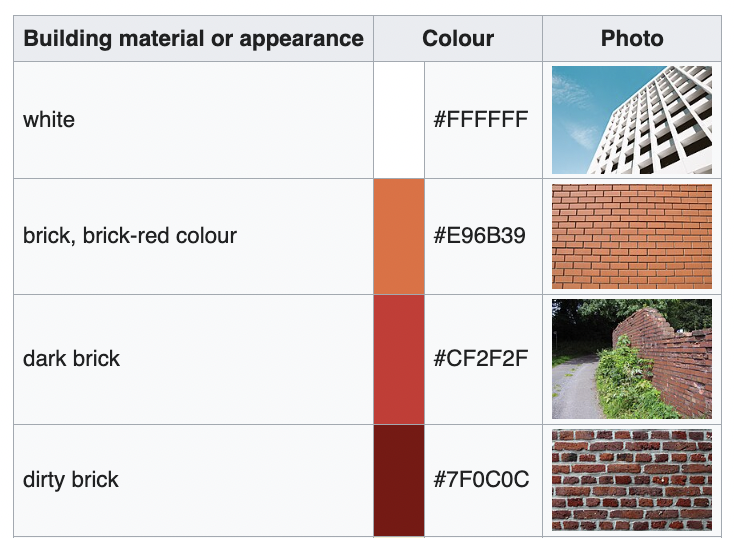 Building material or appearance Colour Photo
white #FFFFFF
brick, brick-red colour #E96B39
dark brick #CF2F2F
dirty brick #7F0C0C